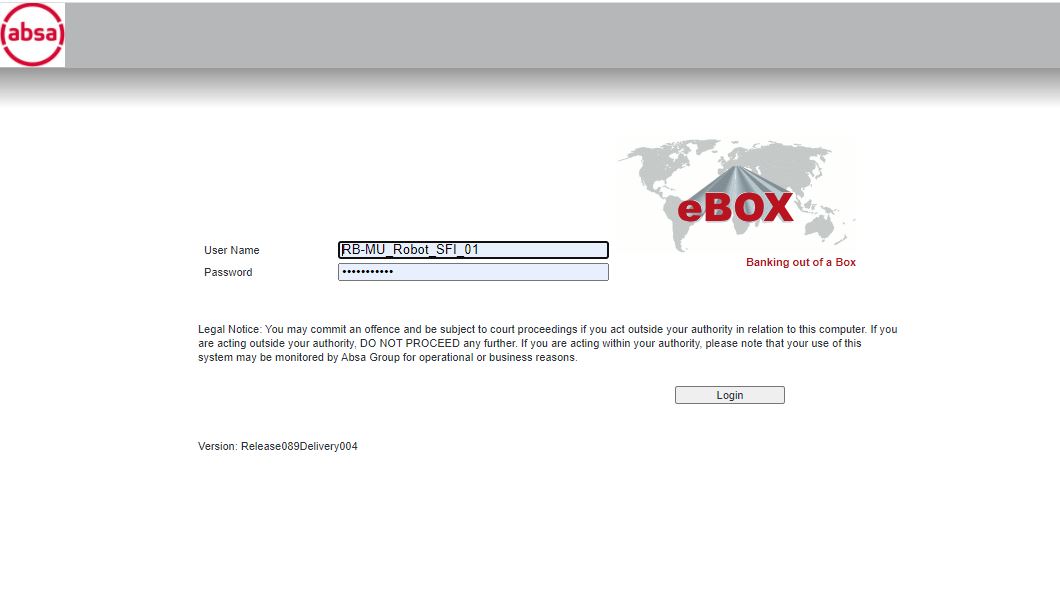 absa
eBOX
Banking out of a Box
User Name RB-MU_Robot_SFI_01
Password •••••••••••
Legal Notice: You may commit an offence and be subject to court proceedings if you act outside your authority in relation to this computer. If you
are acting outside your authority, DO NOT PROCEED any further. If you are acting within your authority, please note that your use of this
system may be monitored by Absa Group for operational or business reasons.
Login
Version: Release089Delivery004